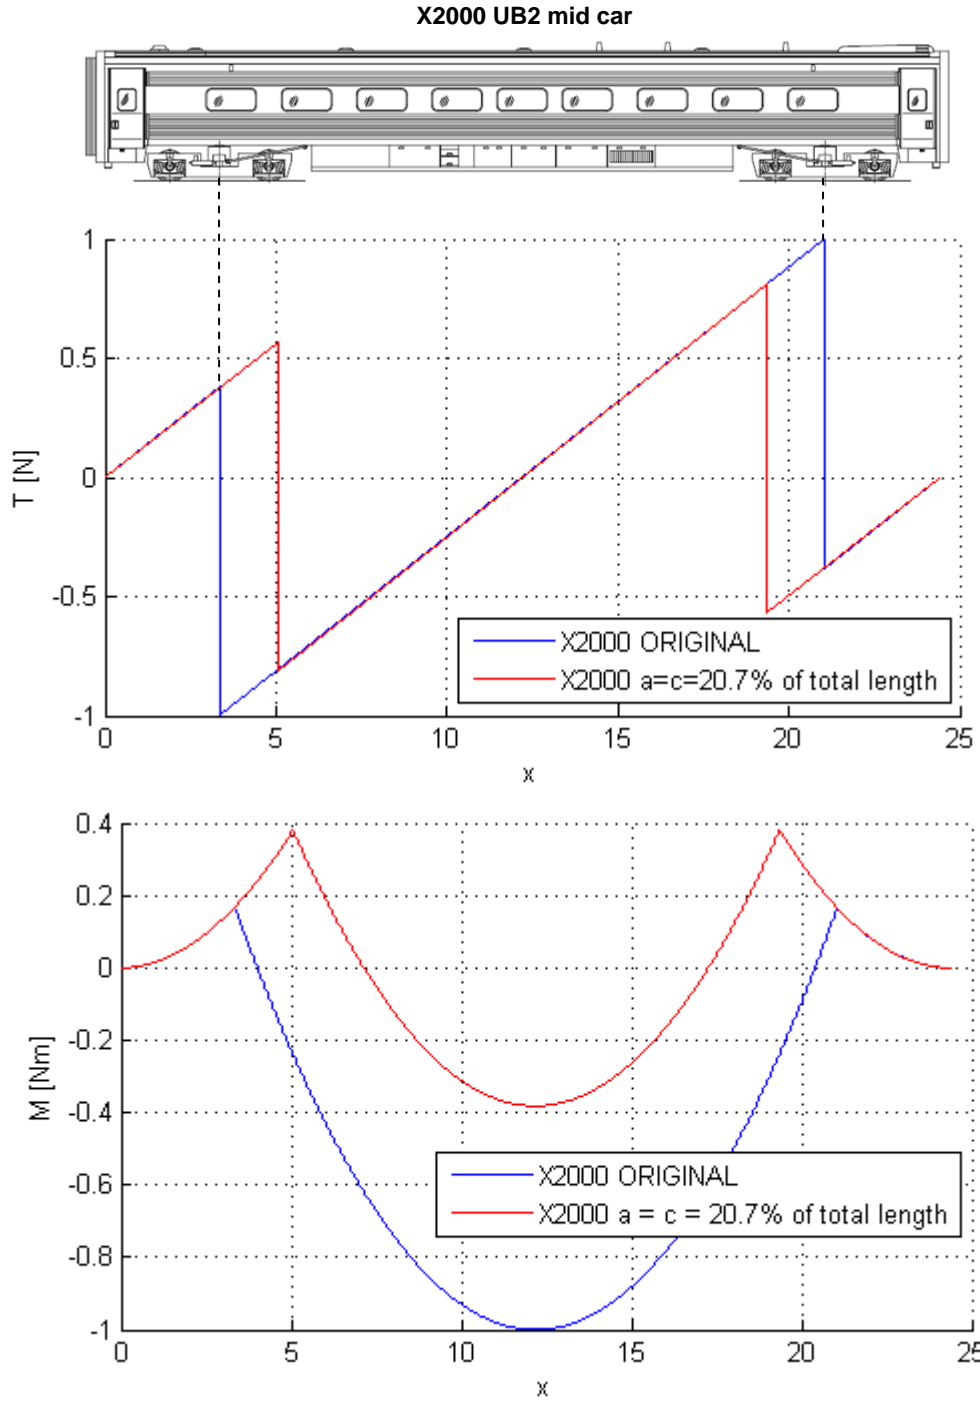 X2000 UB2 mid car
1
0.5
0
-0.5
-1
T [N]
X2000 ORIGINAL
X2000 a=c=20.7% of total length
0 5 10 15 20 25
x
0.4
0.2
0
-0.2
-0.4
-0.6
-0.8
-1
M [Nm]
X2000 ORIGINAL
X2000 a = c = 20.7% of total length
0 5 10 15 20 25
x